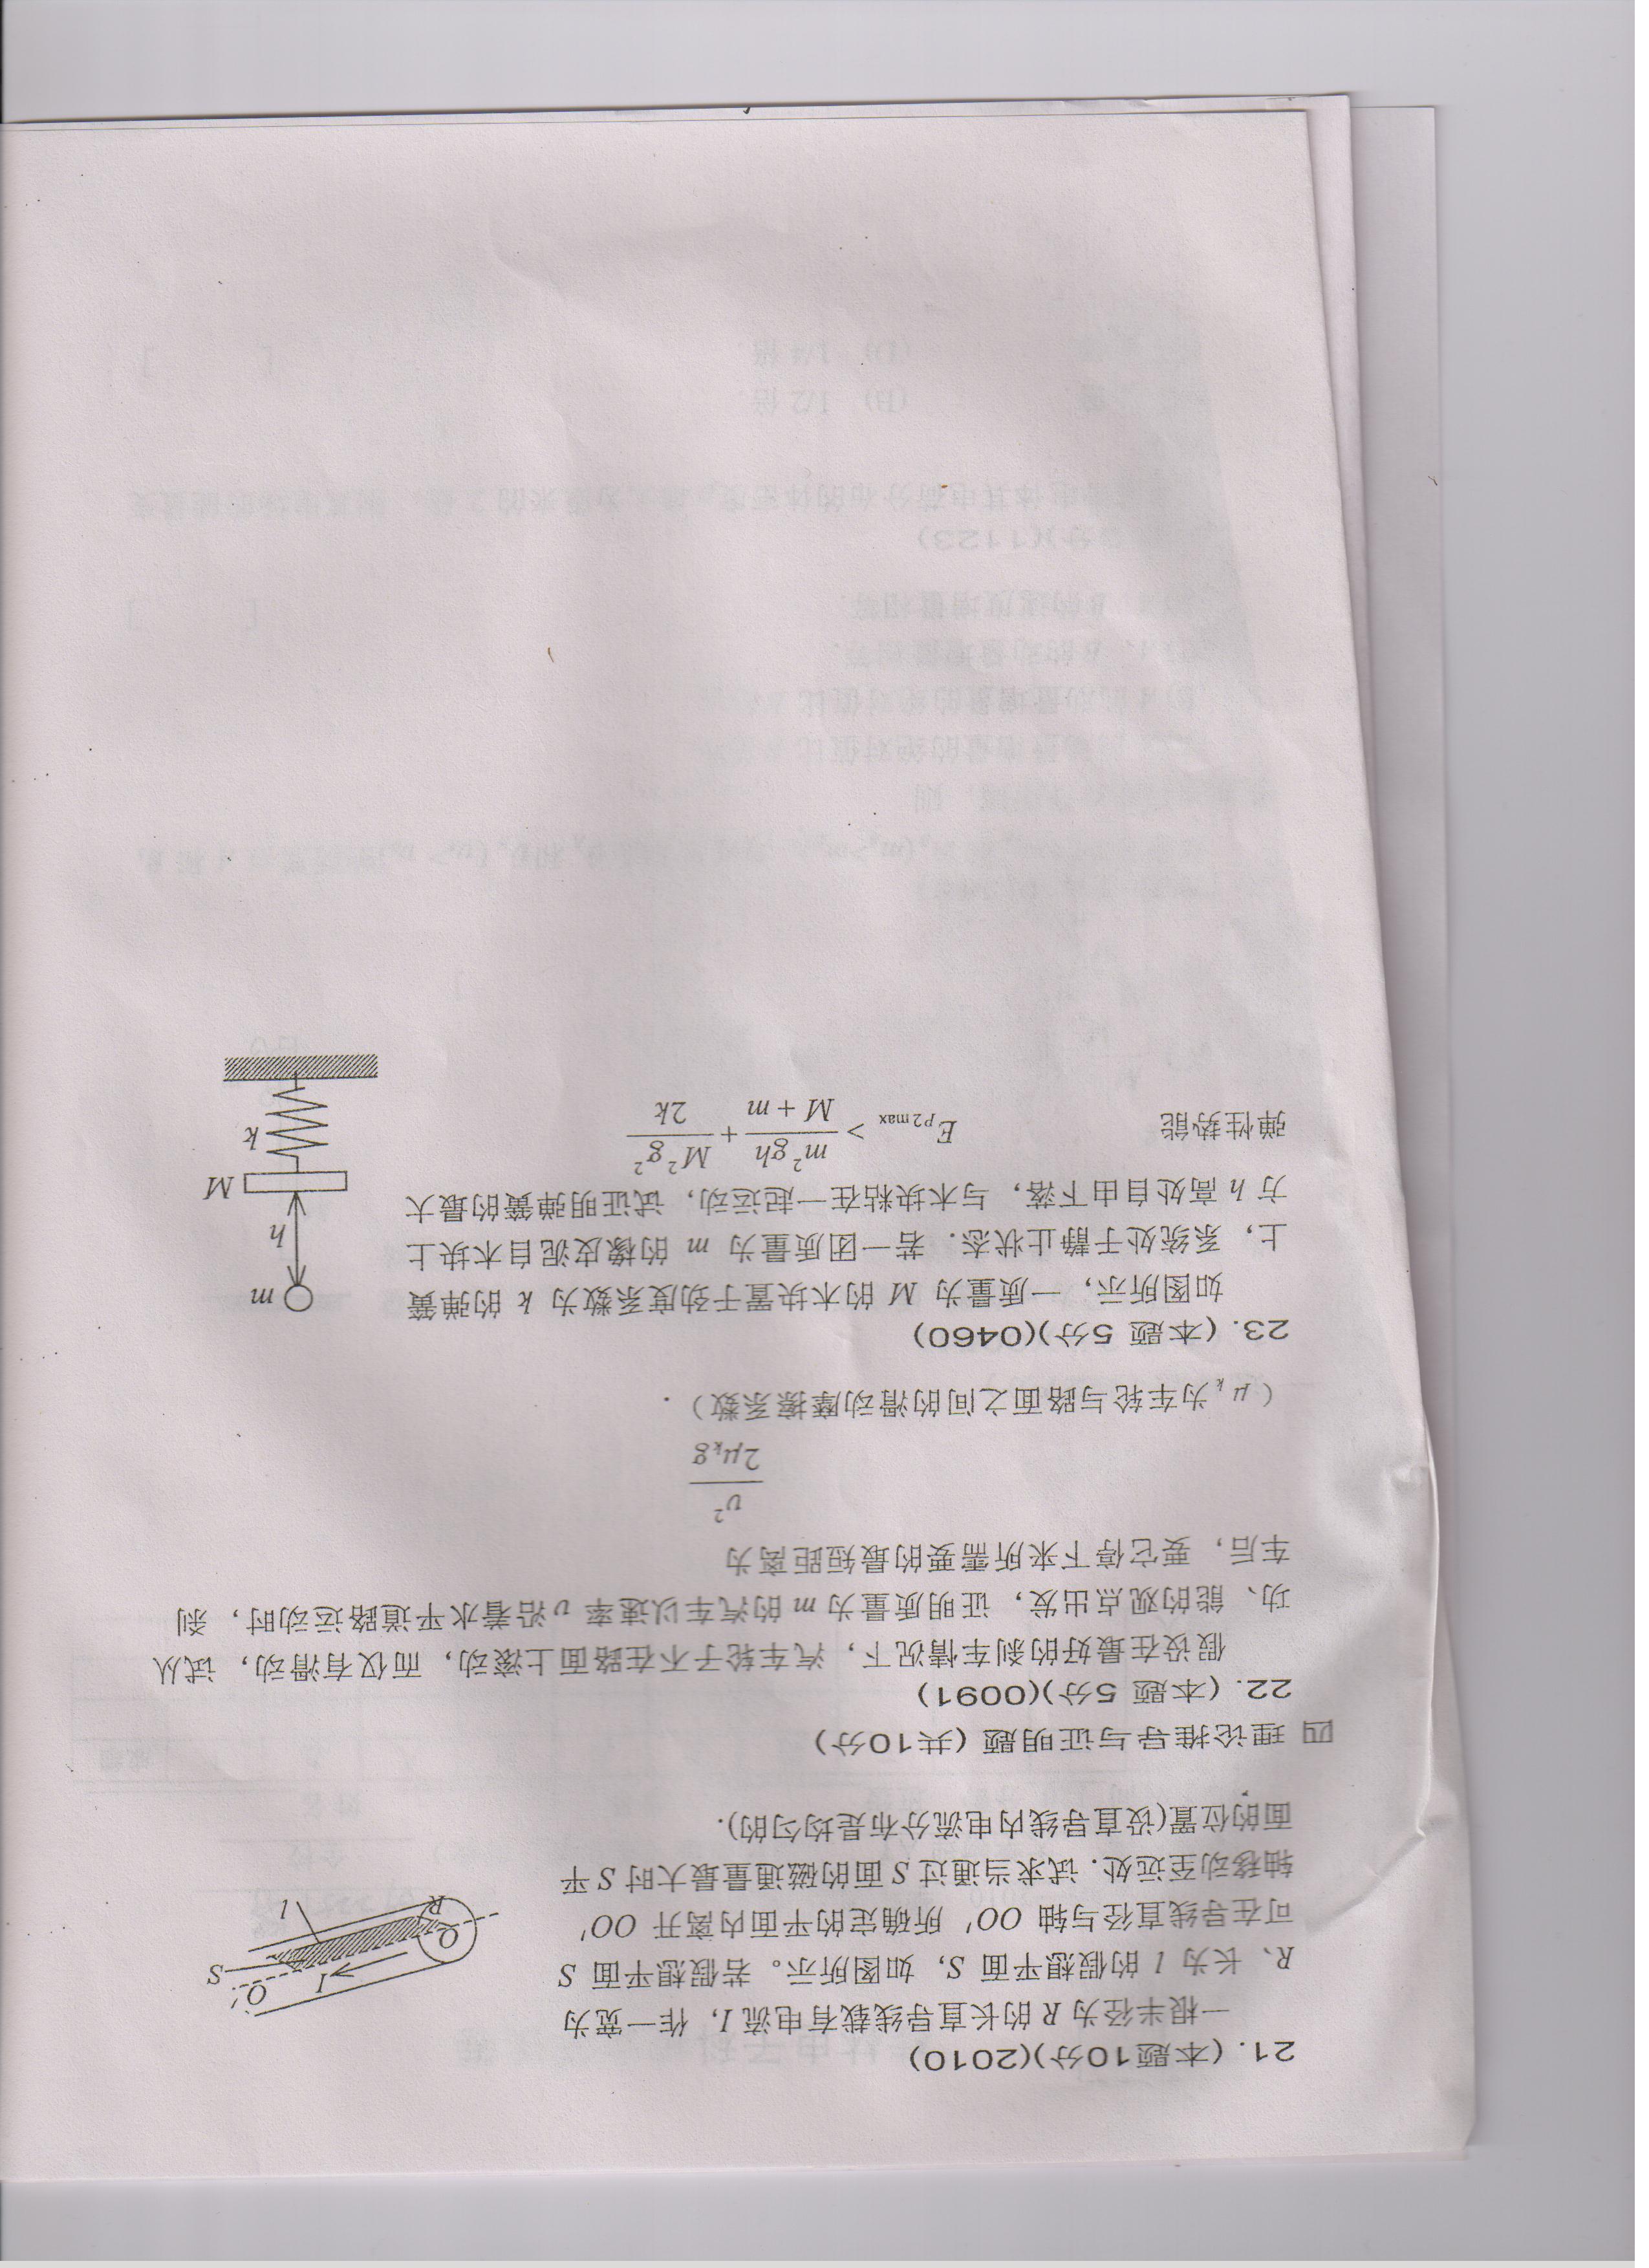 21. (本题10分)(2010)
一根半径为 R 的长直导线载有电流 I，作一宽为
R、长为 l 的假想平面 S，如图所示。若假想平面 S
可在导线直径与轴 OO' 所确定的平面内离开 OO'
轴移动至远处．试求当通过 S 面的磁通量最大时 S 平
面的位置(设直导线内电流分布是均匀的).
I
O'
S
O
R
l
四 理论推导与证明题 (共10分)
22. (本题 5分)(0091)
假设在最好的刹车情况下，汽车轮子不在路面上滚动，而仅有滑动，试从
功、能的观点出发，证明质量为 m 的汽车以速率 v 沿着水平道路运动时，刹
车后，要它停下来所需要的最短距离为
v²
2μₖg
(μₖ为车轮与路面之间的滑动摩擦系数)．
23. (本题 5分)(0460)
如图所示，一质量为 M 的木块置于劲度系数为 k 的弹簧
上，系统处于静止状态．若一团质量为 m 的橡皮泥自木块上
方 h 高处自由下落，与木块粘在一起运动，试证明弹簧的最大
弹性势能 E_{P2max} > m²gh/(M+m) + M²g²/2k
m
h
M
k